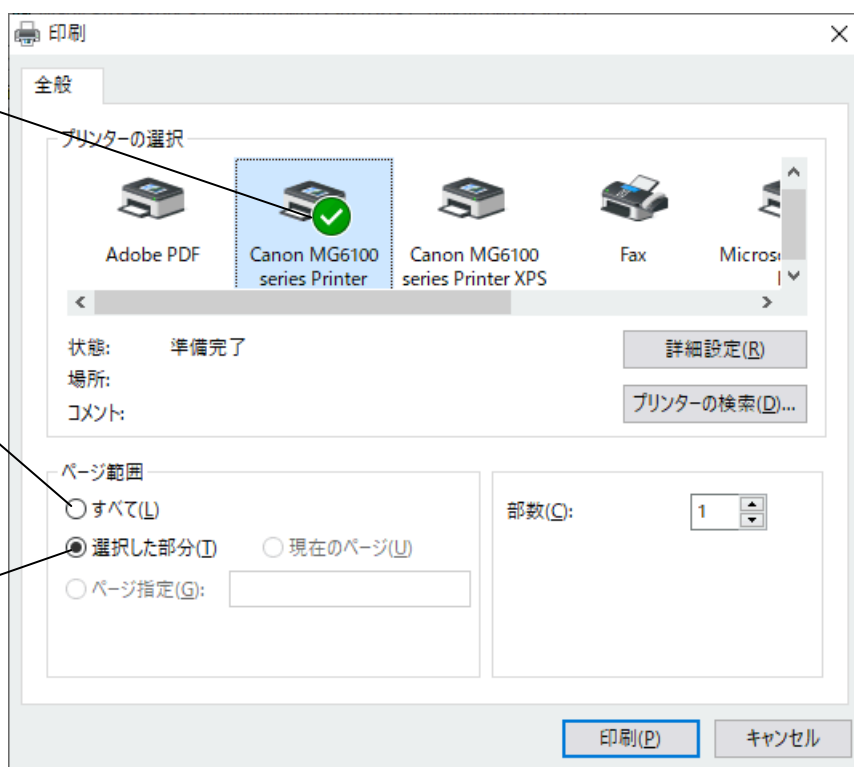 印刷
全般
プリンターの選択
Adobe PDF
Canon MG6100
series Printer
Canon MG6100
series Printer XPS
Fax
Micros
状態: 準備完了
詳細設定(R)
場所:
プリンターの検索(D)...
コメント:
ページ範囲
すべて(L)
部数(C): 1
選択した部分(T) 現在のページ(U)
ページ指定(G):
印刷(P) キャンセル